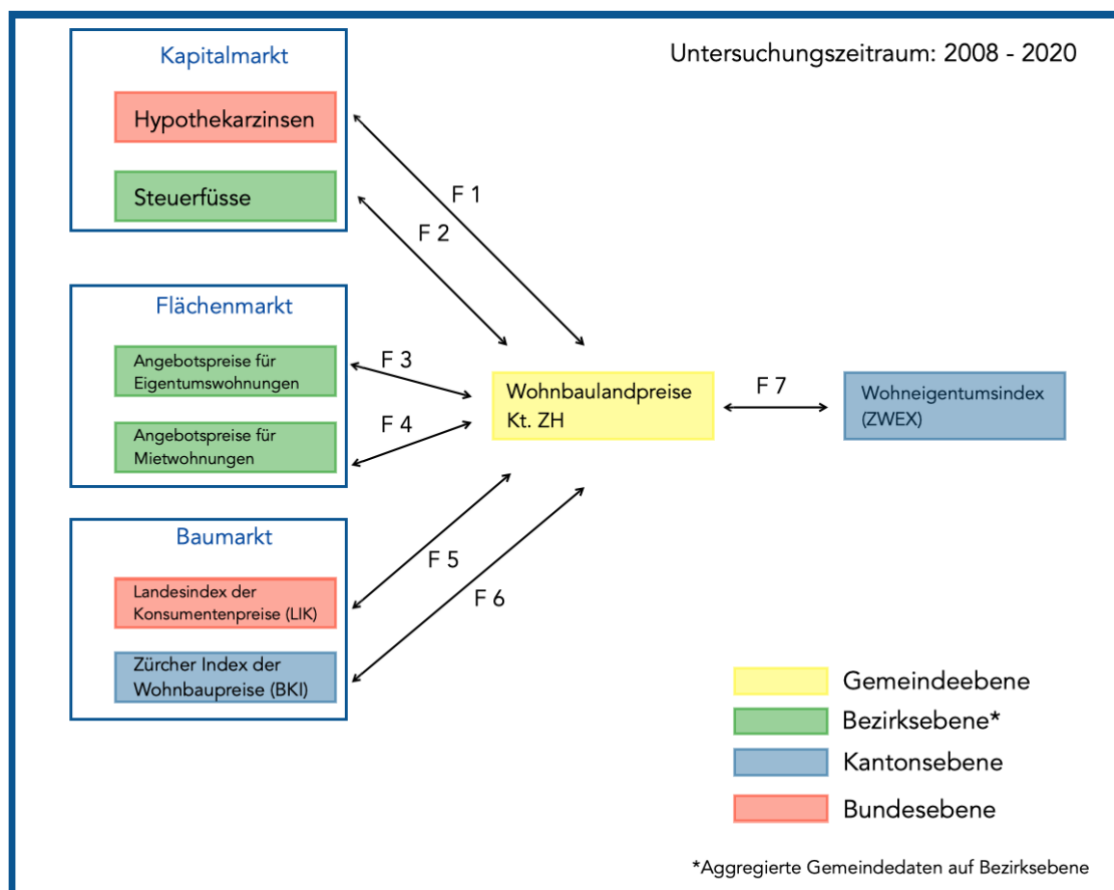 Kapitalmarkt
Untersuchungszeitraum: 2008 - 2020
Hypothekarzinsen
Steuerfüsse
F 1
F 2
Flächenmarkt
Angebotspreise für
Eigentumswohnungen
Angebotspreise für
Mietwohnungen
F 3
F 4
Wohnbaulandpreise
Kt. ZH
F 7
Wohneigentumsindex
(ZWEX)
Baumarkt
Landesindex der
Konsumentenpreise (LIK)
Zürcher Index der
Wohnbaupreise (BKI)
F 5
F 6
Gemeindeebene
Bezirksebene*
Kantonsebene
Bundesebene
*Aggregierte Gemeindedaten auf Bezirksebene